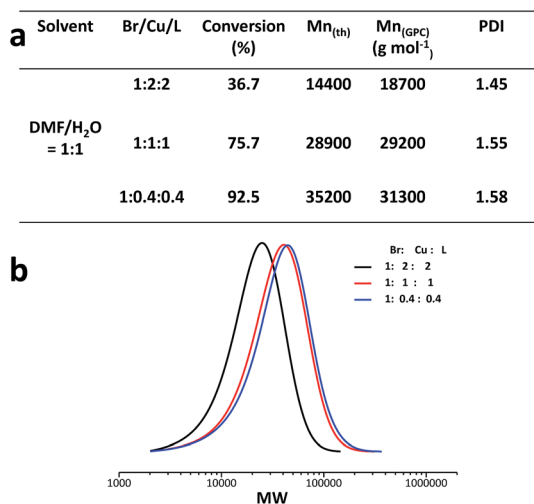 a
Solvent Br/Cu/L Conversion (%) Mn(th) Mn(GPC) (g mol-1) PDI
1:2:2 36.7 14400 18700 1.45
DMF/H2O = 1:1 1:1:1 75.7 28900 29200 1.55
1:0.4:0.4 92.5 35200 31300 1.58
b
Br: Cu : L
1: 2 : 2
1: 1 : 1
1: 0.4 : 0.4
1000 10000 100000 1000000
MW